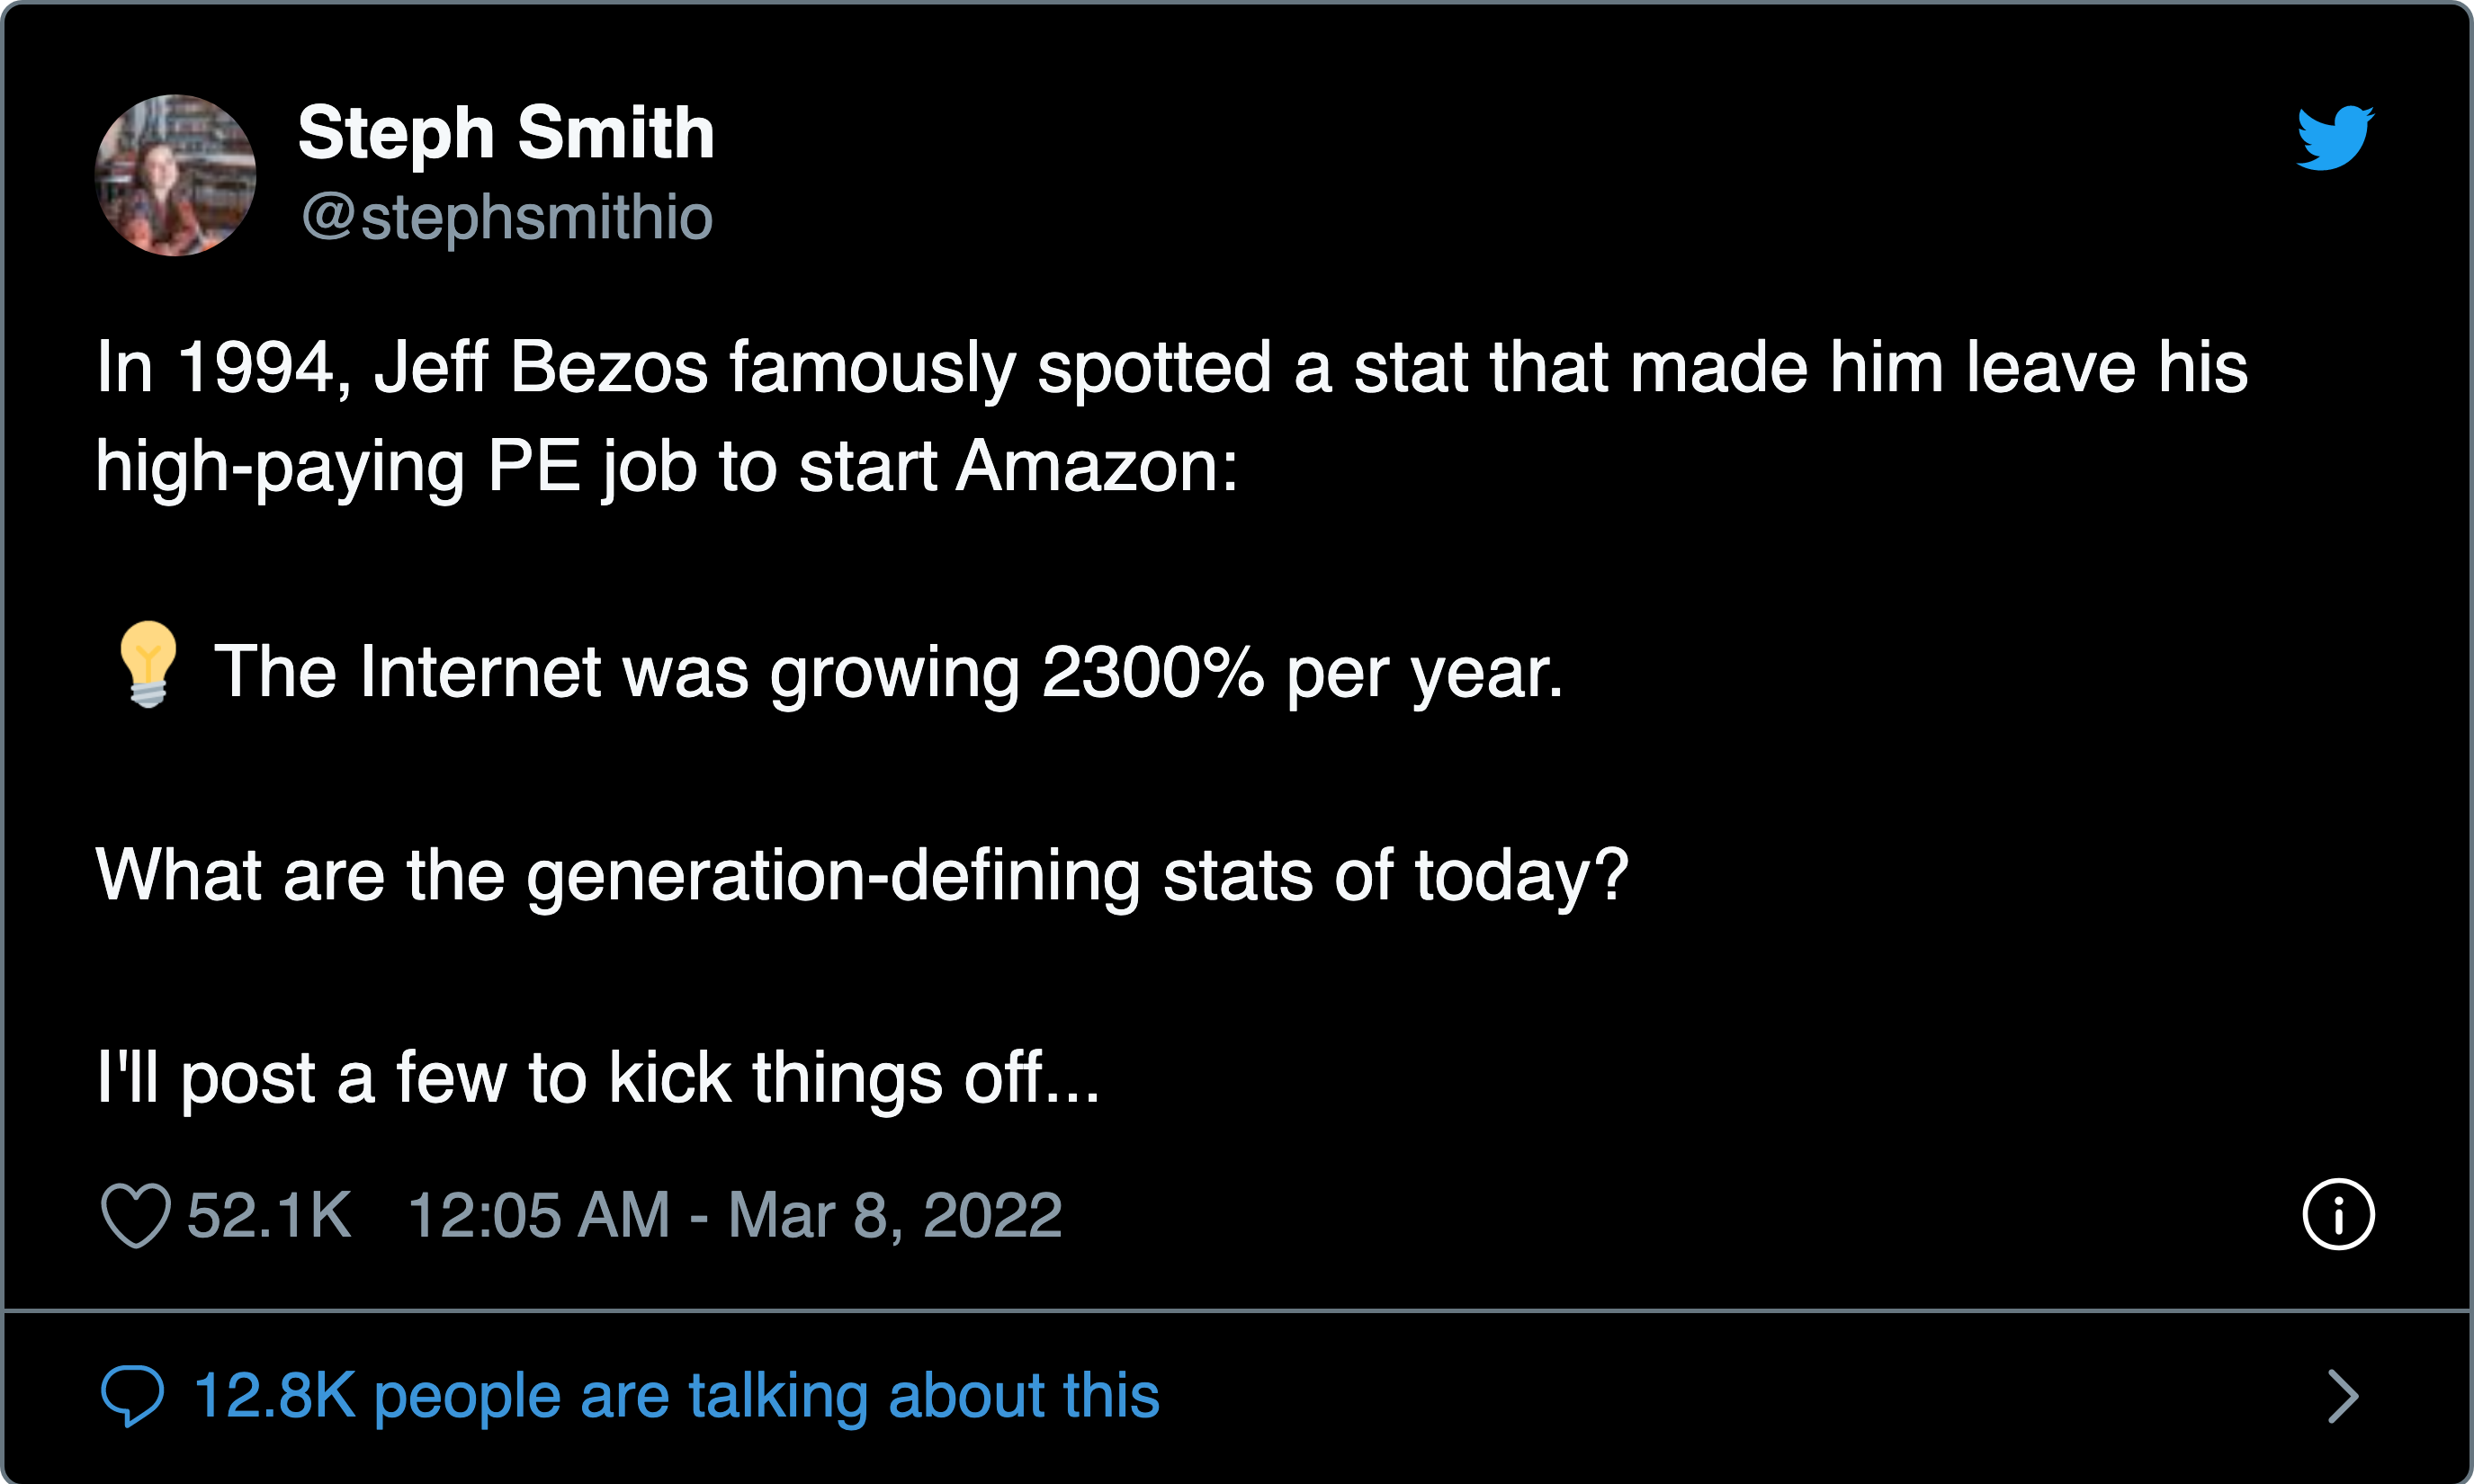 Steph Smith
@stephsmithio
In 1994, Jeff Bezos famously spotted a stat that made him leave his
high-paying PE job to start Amazon:
💡 The Internet was growing 2300% per year.
What are the generation-defining stats of today?
I'll post a few to kick things off...
52.1K 12:05 AM - Mar 8, 2022
12.8K people are talking about this